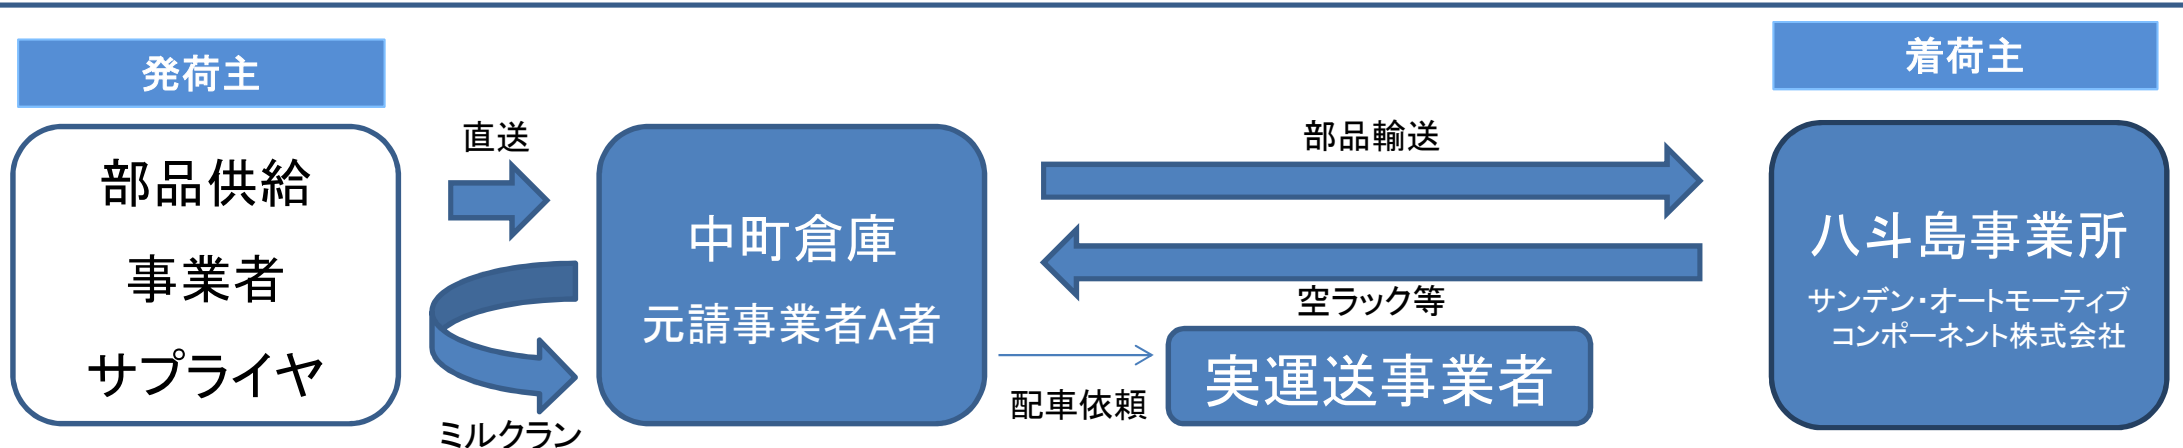 発荷主
着荷主
部品供給
事業者
サプライヤ
直送
ミルクラン
中町倉庫
元請事業者A者
部品輸送
空ラック等
配車依頼
実運送事業者
八斗島事業所
サンデン・オートモーティブ
コンポーネント株式会社